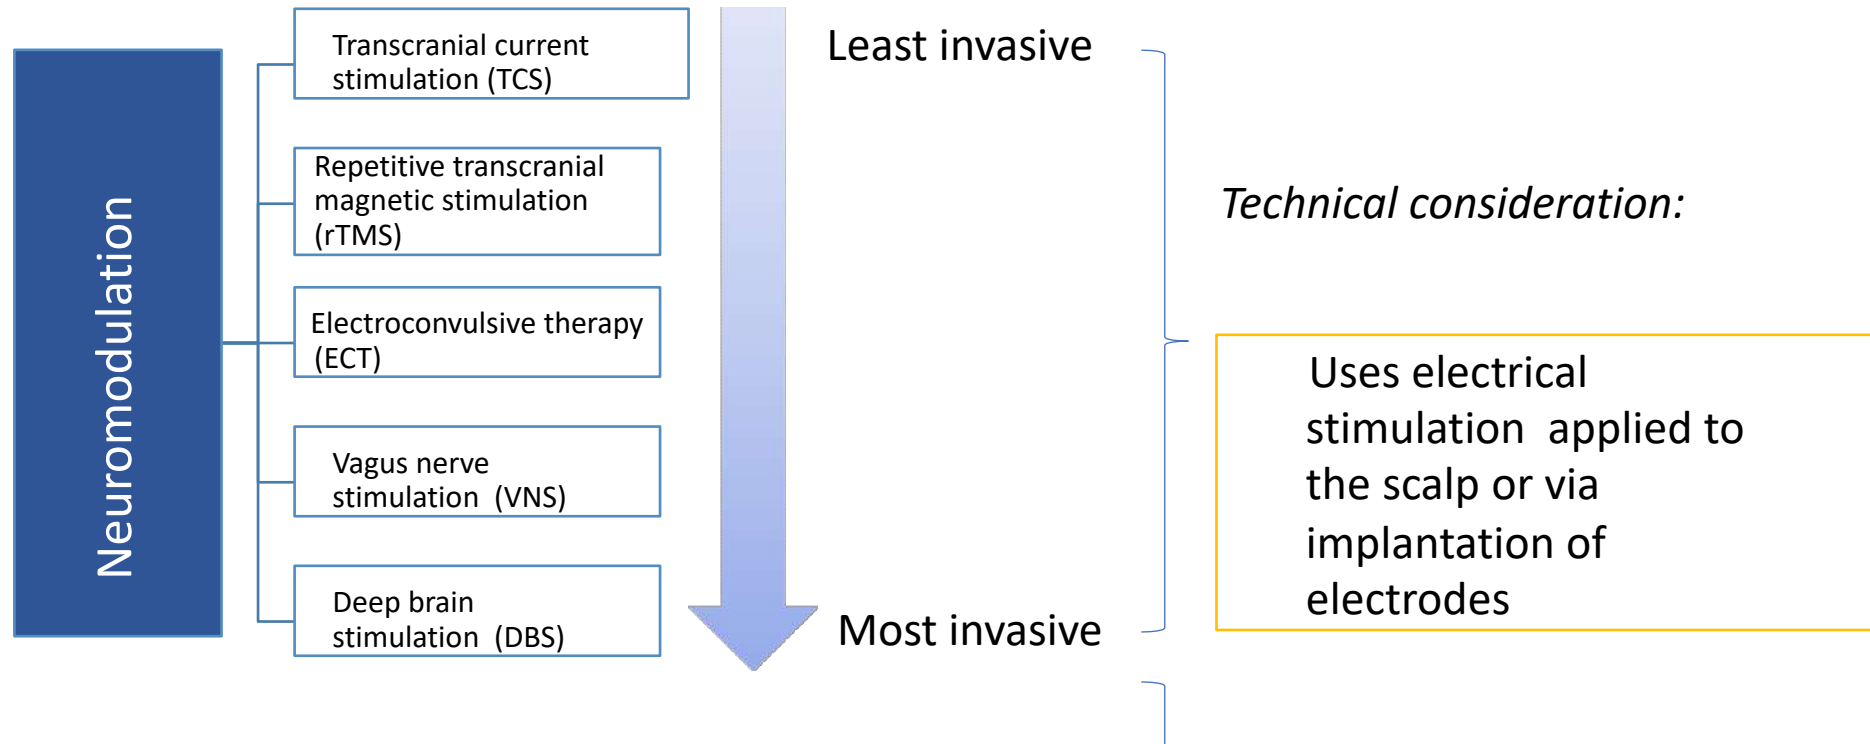 Neuromodulation
Transcranial current
stimulation (TCS)
Repetitive transcranial
magnetic stimulation
(rTMS)
Electroconvulsive therapy
(ECT)
Vagus nerve
stimulation (VNS)
Deep brain
stimulation (DBS)
Least invasive
Most invasive
Technical consideration:
Uses electrical
stimulation applied to
the scalp or via
implantation of
electrodes